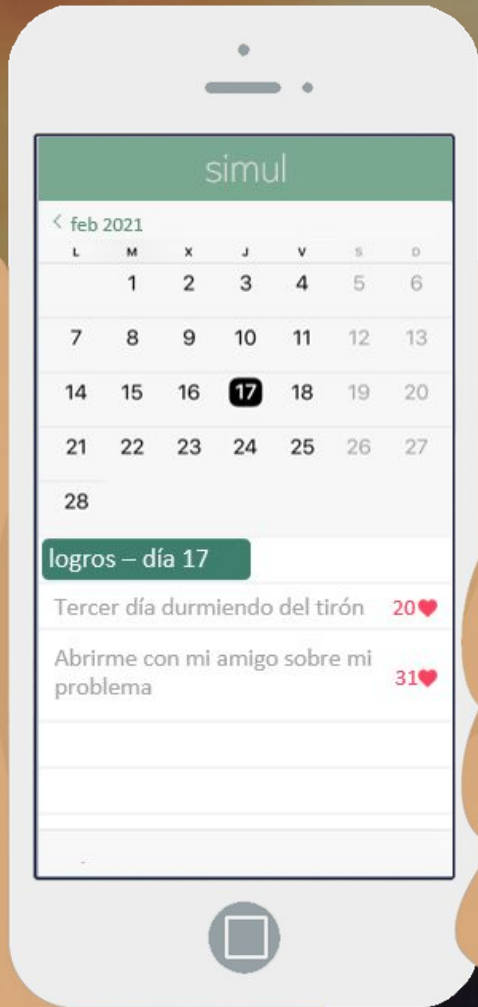 simul
< feb 2021
L M X J V S D
1 2 3 4 5 6
7 8 9 10 11 12 13
14 15 16 17 18 19 20
21 22 23 24 25 26 27
28
logros – día 17
Tercer día durmiendo del tirón 20
Abrirme con mi amigo sobre mi
problema 31